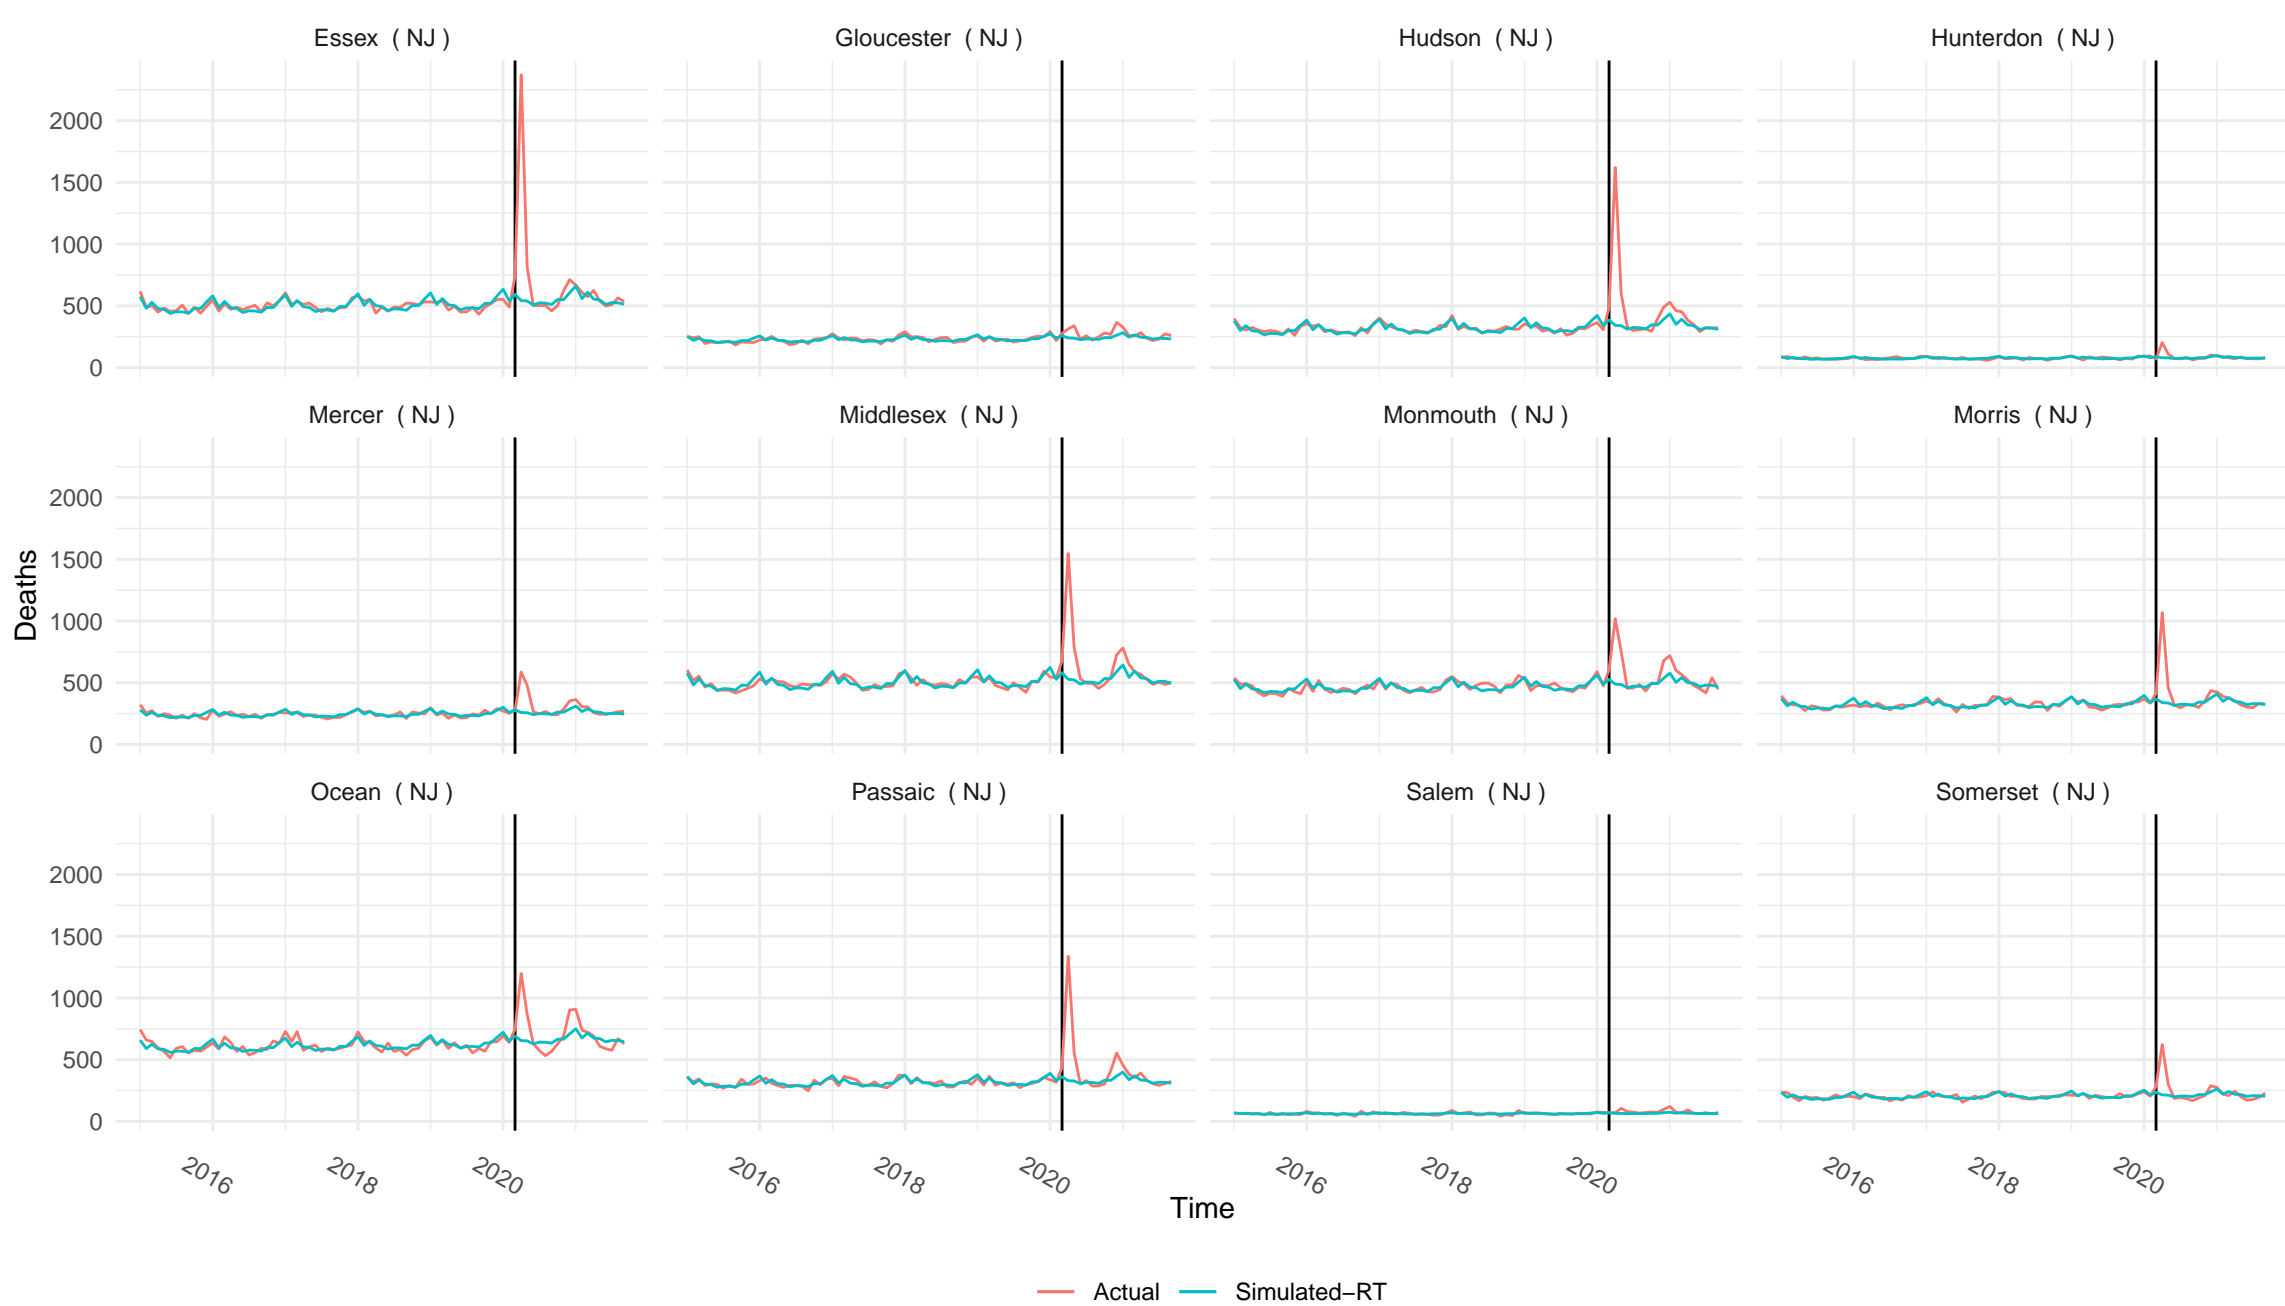 Essex ( NJ )
Gloucester ( NJ )
Hudson ( NJ )
Hunterdon ( NJ )
2000
1500
1000
500
0
Mercer ( NJ )
Middlesex ( NJ )
Monmouth ( NJ )
Morris ( NJ )
2000
1500
1000
500
0
Deaths
Ocean ( NJ )
Passaic ( NJ )
Salem ( NJ )
Somerset ( NJ )
2000
1500
1000
500
0
2016 2018 2020
2016 2018 2020
2016 2018 2020
2016 2018 2020
Time
Actual
Simulated−RT